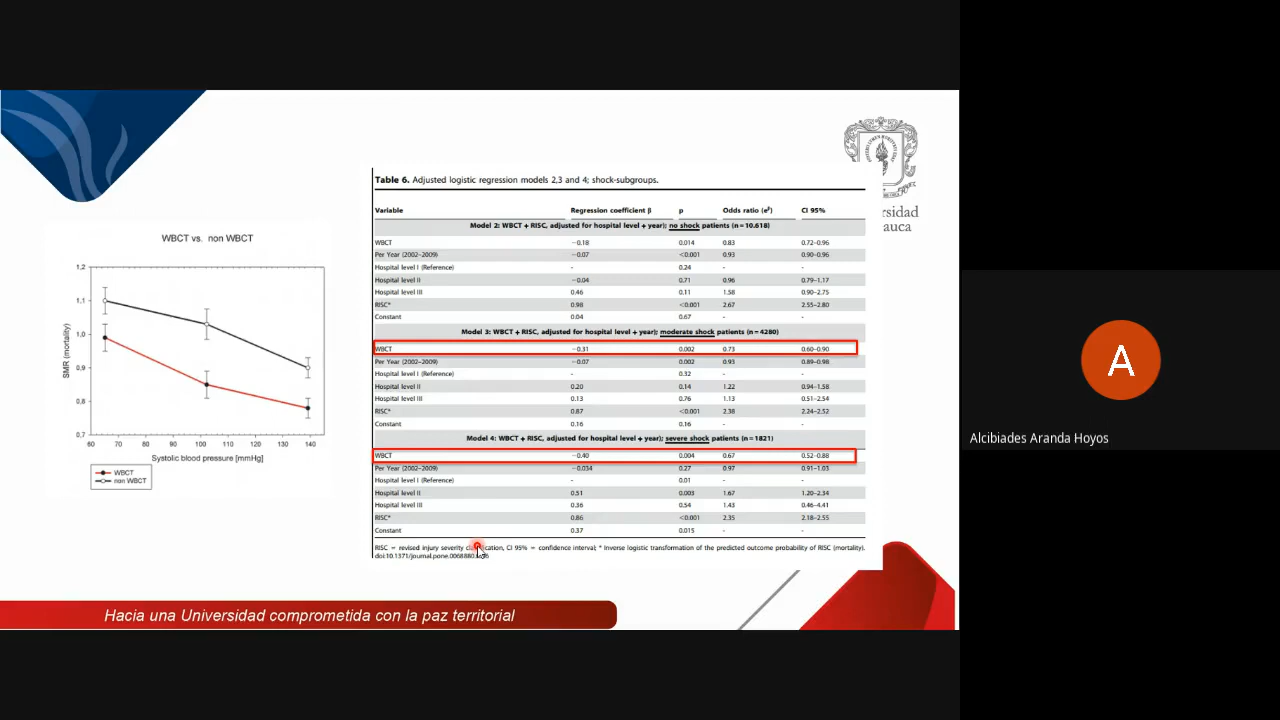 rsidad
auca
WBCT vs. non WBCT
1,2
1,1
1,0
0,9
0,8
0,7
SMR (mortality)
60 70 80 90 100 110 120 130 140
Systolic blood pressure [mmHg]
WBCT
non WBCT
Table 6. Adjusted logistic regression models 2,3 and 4; shock-subgroups.
Variable Regression coefficient β p Odds ratio (e^β) CI 95%
Model 2: WBCT + RISC, adjusted for hospital level + year); no shock patients (n = 10.618)
WBCT −0.18 0.014 0.83 0.72–0.96
Per Year (2002–2009) −0.07 <0.001 0.93 0.90–0.96
Hospital level I (Reference) - 0.24 - -
Hospital level II −0.04 0.71 0.96 0.79–1.17
Hospital level III 0.46 0.11 1.58 0.90–2.75
RISC* 0.98 <0.001 2.67 2.55–2.80
Constant 0.04 0.67 - -
Model 3: WBCT + RISC, adjusted for hospital level + year); moderate shock patients (n = 4280)
WBCT −0.31 0.002 0.73 0.60–0.90
Per Year (2002–2009) −0.07 0.002 0.93 0.89–0.98
Hospital level I (Reference) - 0.32 - -
Hospital level II 0.20 0.14 1.22 0.94–1.58
Hospital level III 0.13 0.76 1.13 0.51–2.54
RISC* 0.87 <0.001 2.38 2.24–2.52
Constant 0.16 0.16 - -
Model 4: WBCT + RISC, adjusted for hospital level + year); severe shock patients (n = 1821)
WBCT −0.40 0.004 0.67 0.52–0.88
Per Year (2002–2009) −0.034 0.27 0.97 0.91–1.03
Hospital level I (Reference) - 0.01 - -
Hospital level II 0.51 0.003 1.67 1.20–2.34
Hospital level III 0.36 0.54 1.43 0.46–4.41
RISC* 0.86 <0.001 2.35 2.18–2.55
Constant 0.37 0.015 - -
RISC = revised injury severity classification, CI 95% = confidence interval; * Inverse logistic transformation of the predicted outcome probability of RISC (mortality).
doi:10.1371/journal.pone.0068880
Hacia una Universidad comprometida con la paz territorial
A
Alcibiades Aranda Hoyos